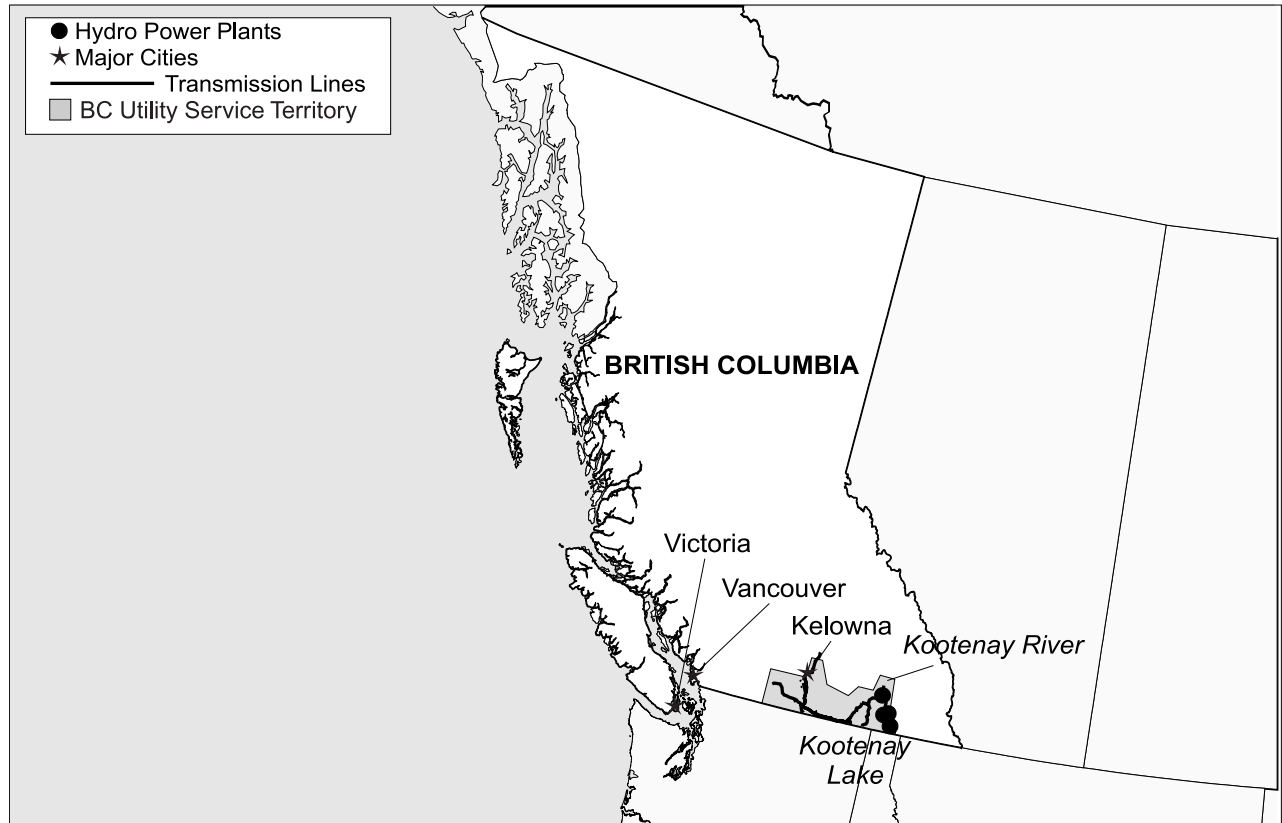 Hydro Power Plants
Major Cities
Transmission Lines
BC Utility Service Territory
BRITISH COLUMBIA
Victoria
Vancouver
Kelowna
Kootenay River
Kootenay
Lake